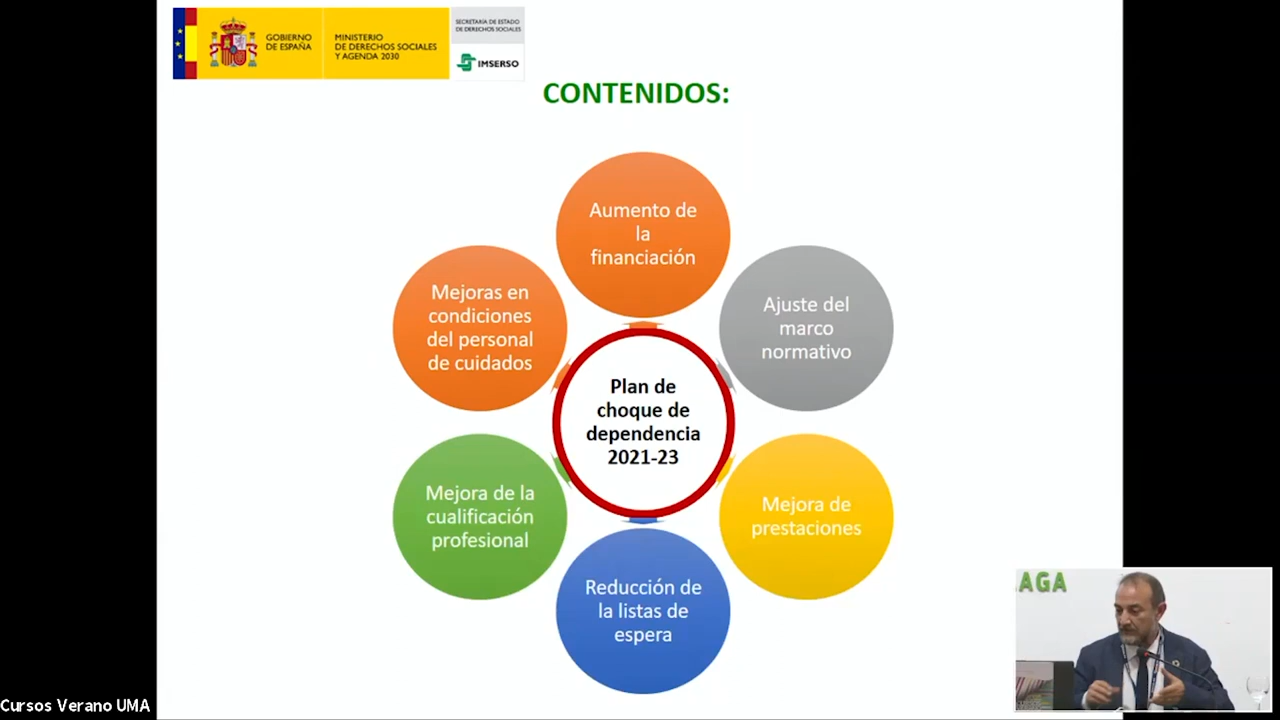 GOBIERNO
DE ESPAÑA
MINISTERIO
DE DERECHOS SOCIALES
Y AGENDA 2030
SECRETARÍA DE ESTADO
DE DERECHOS SOCIALES
IMSERSO
CONTENIDOS:
Aumento de
la
financiación
Ajuste del
marco
normativo
Mejora de
prestaciones
Reducción de
la listas de
espera
Mejora de la
cualificación
profesional
Mejoras en
condiciones
del personal
de cuidados
Plan de
choque de
dependencia
2021-23
AGA
Cursos Verano UMA